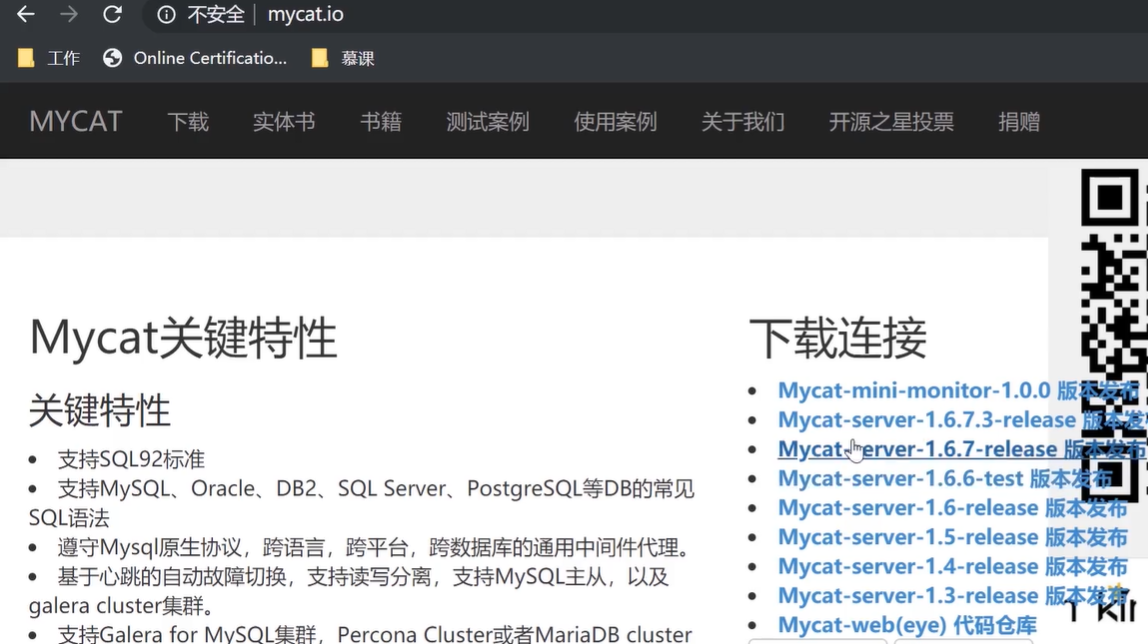 不安全 mycat.io
工作 Online Certificatio... 慕课
MYCAT 下载 实体书 书籍 测试案例 使用案例 关于我们 开源之星投票 捐赠
Mycat关键特性
关键特性
支持SQL92标准
支持MySQL、Oracle、DB2、SQL Server、PostgreSQL等DB的常见
SQL语法
遵守Mysql原生协议，跨语言，跨平台，跨数据库的通用中间件代理。
基于心跳的自动故障切换，支持读写分离，支持MySQL主从，以及
galera cluster集群。
支持Galera for MySQL集群，Percona Cluster或者MariaDB cluster
下载连接
Mycat-mini-monitor-1.0.0 版本发布
Mycat-server-1.6.7.3-release 版本发
Mycat-server-1.6.7-release 版本发布
Mycat-server-1.6.6-test 版本发布
Mycat-server-1.6-release 版本发布
Mycat-server-1.5-release 版本发布
Mycat-server-1.4-release 版本发布
Mycat-server-1.3-release 版本发布
Mycat-web(eye) 代码仓库